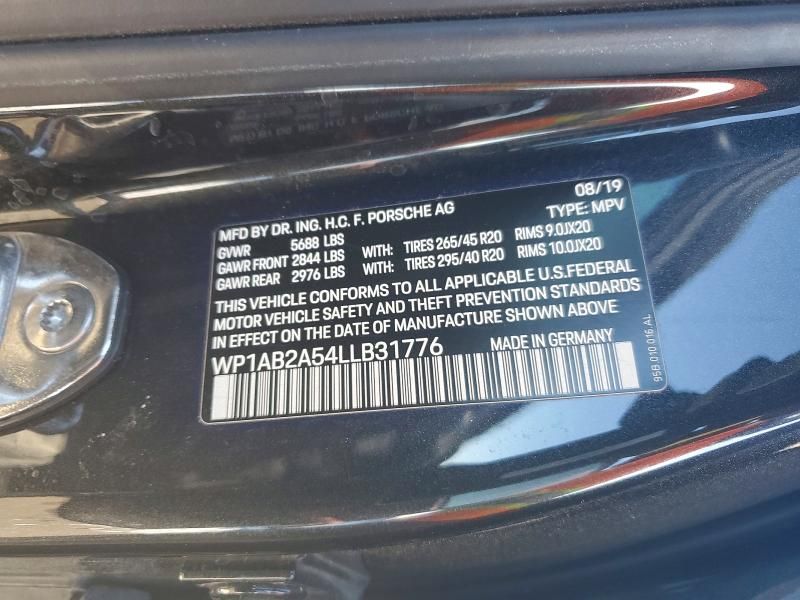 08/19
MFD BY DR. ING. H.C. F. PORSCHE AG TYPE: MPV
GVWR 5688 LBS
GAWR FRONT 2844 LBS WITH: TIRES 265/45 R20 RIMS 9.0JX20
GAWR REAR 2976 LBS WITH: TIRES 295/40 R20 RIMS 10.0JX20
THIS VEHICLE CONFORMS TO ALL APPLICABLE U.S.FEDERAL
MOTOR VEHICLE SAFETY AND THEFT PREVENTION STANDARDS
IN EFFECT ON THE DATE OF MANUFACTURE SHOWN ABOVE
WP1AB2A54LLB31776 MADE IN GERMANY
95B 010 016 AL